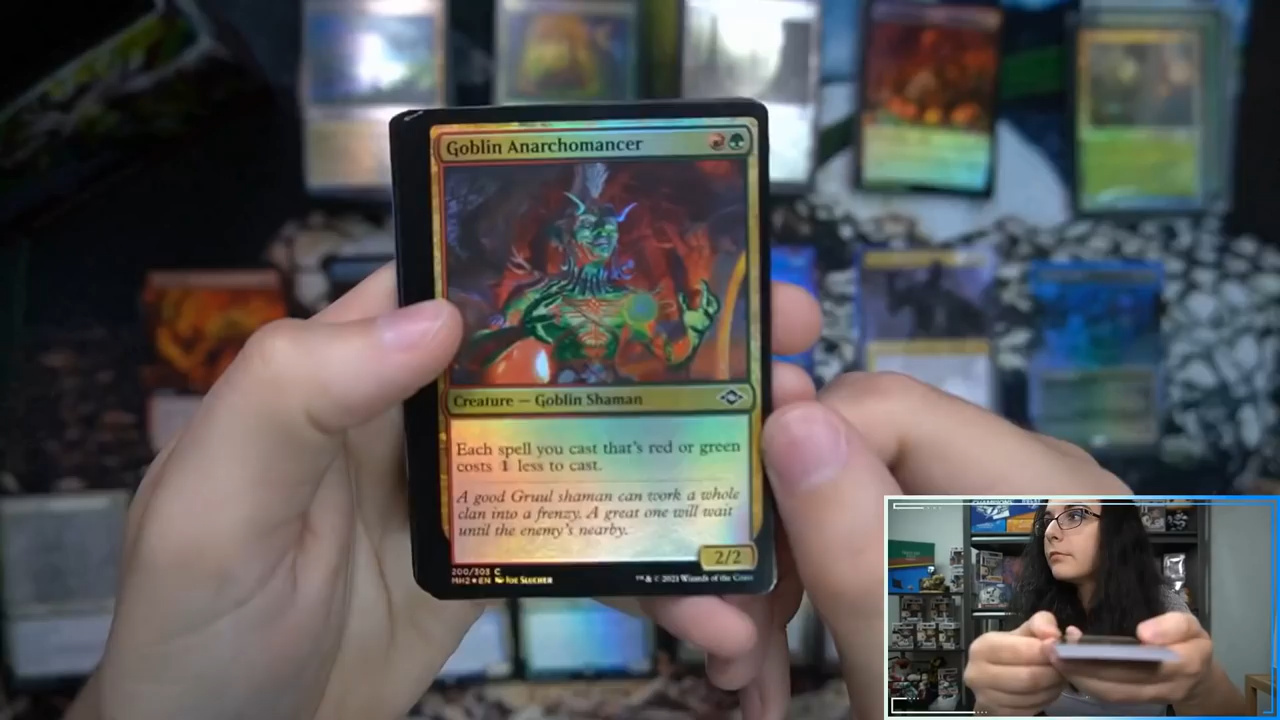 Goblin Anarchomancer
Creature — Goblin Shaman
Each spell you cast that's red or green
costs 1 less to cast.
A good Gruul shaman can work a whole
clan into a frenzy. A great one will wait
until the enemy's nearby.
2/2
200/303 C
MH2 EN Joe Slucher
™ & © 2021 Wizards of the Coast